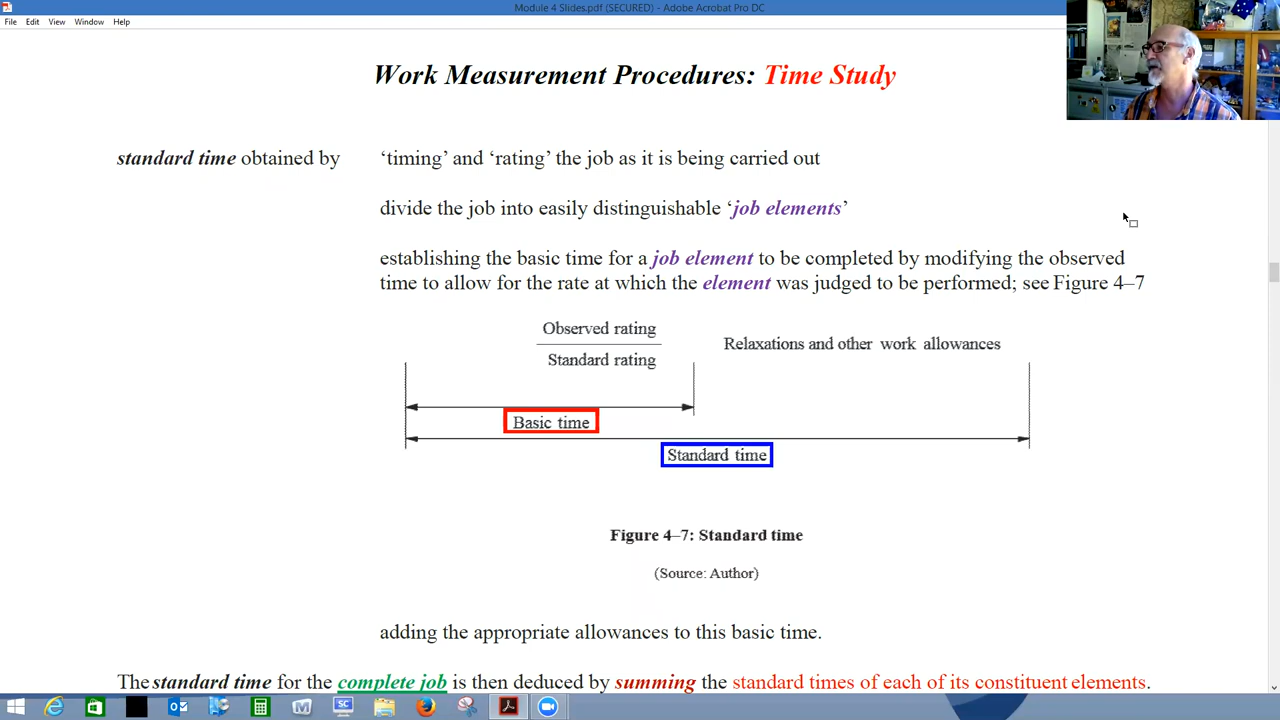 Module 4 Slides.pdf (SECURED) - Adobe Acrobat Pro DC
File Edit View Window Help
Work Measurement Procedures: Time Study
standard time obtained by ‘timing’ and ‘rating’ the job as it is being carried out
divide the job into easily distinguishable ‘job elements’
establishing the basic time for a job element to be completed by modifying the observed
time to allow for the rate at which the element was judged to be performed; see Figure 4–7
Observed rating
Standard rating
Relaxations and other work allowances
Basic time
Standard time
Figure 4–7: Standard time
(Source: Author)
adding the appropriate allowances to this basic time.
The standard time for the complete job is then deduced by summing the standard times of each of its constituent elements.